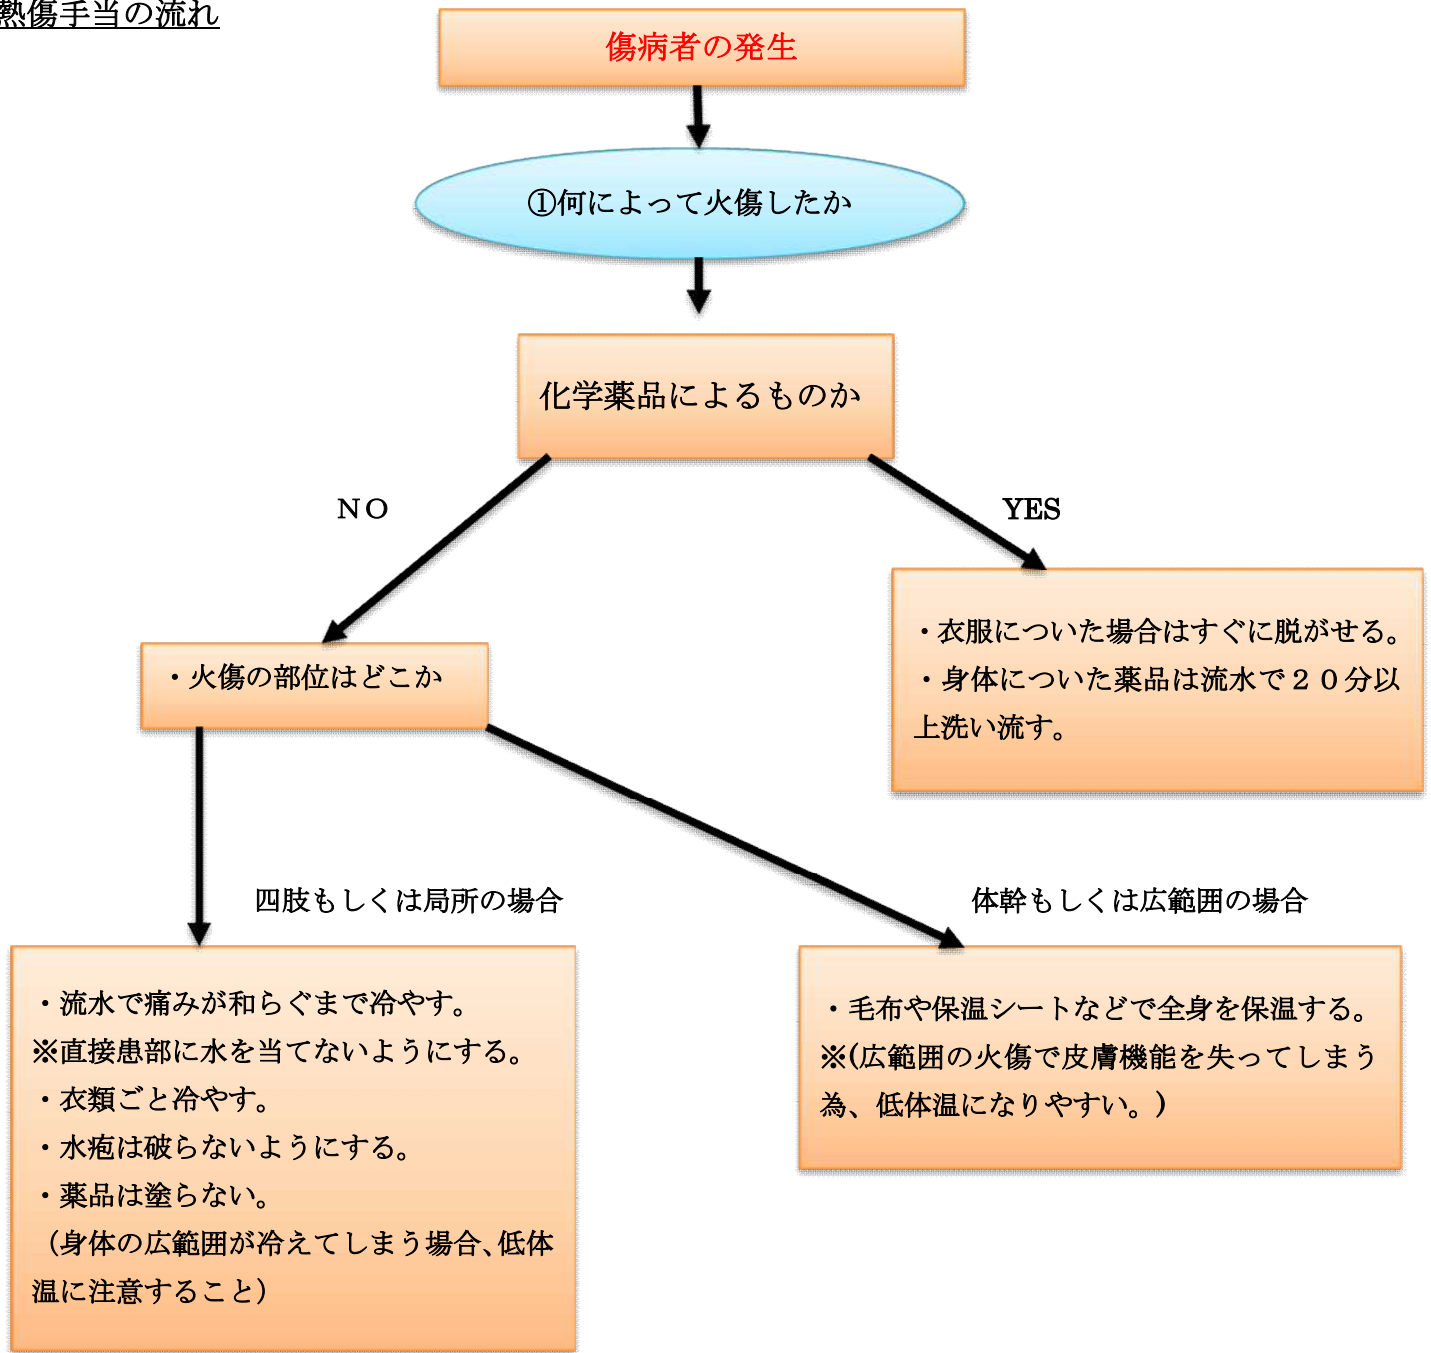 熱傷手当の流れ
傷病者の発生
①何によって火傷したか
化学薬品によるものか
ＮＯ
YES
・衣服についた場合はすぐに脱がせる。
・身体についた薬品は流水で２０分以
上洗い流す。
・火傷の部位はどこか
四肢もしくは局所の場合
体幹もしくは広範囲の場合
・流水で痛みが和らぐまで冷やす。
※直接患部に水を当てないようにする。
・衣類ごと冷やす。
・水疱は破らないようにする。
・薬品は塗らない。
（身体の広範囲が冷えてしまう場合、低体
温に注意すること）
・毛布や保温シートなどで全身を保温する。
※(広範囲の火傷で皮膚機能を失ってしまう
為、低体温になりやすい。)